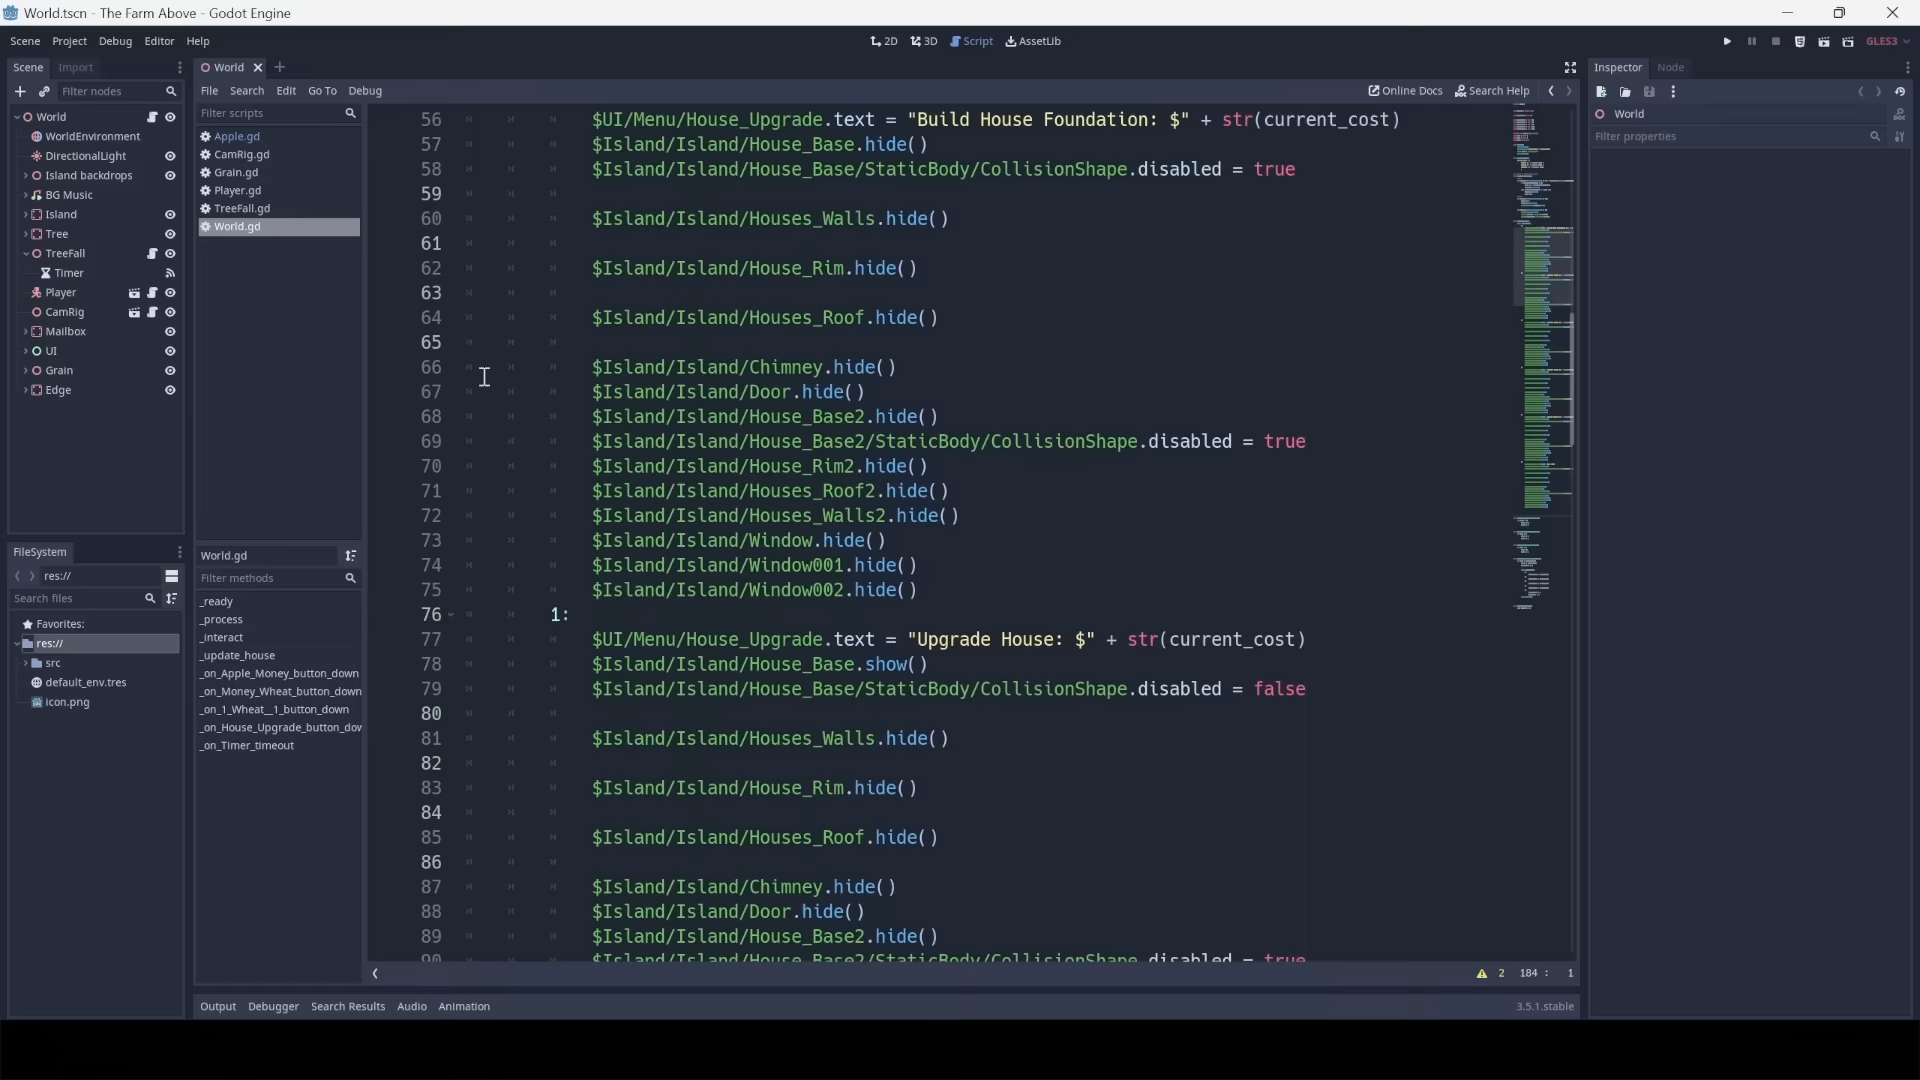 World.tscn - The Farm Above - Godot Engine
Scene Project Debug Editor Help
2D 3D Script AssetLib
GLES3
Scene Import
Filter nodes
World
WorldEnvironment
DirectionalLight
Island backdrops
BG Music
Island
Tree
TreeFall
Timer
Player
CamRig
Mailbox
UI
Grain
Edge
FileSystem
res://
Search files
Favorites:
res://
src
default_env.tres
icon.png
World
File Search Edit Go To Debug
Online Docs Search Help
Filter scripts
Apple.gd
CamRig.gd
Grain.gd
Player.gd
TreeFall.gd
World.gd
World.gd
Filter methods
_ready
_process
_interact
_update_house
_on_Apple_Money_button_down
_on_Money_Wheat_button_down
_on_1_Wheat__1_button_down
_on_House_Upgrade_button_dow
_on_Timer_timeout
56 $UI/Menu/House_Upgrade.text = "Build House Foundation: $" + str(current_cost)
57 $Island/Island/House_Base.hide()
58 $Island/Island/House_Base/StaticBody/CollisionShape.disabled = true
59
60 $Island/Island/Houses_Walls.hide()
61
62 $Island/Island/House_Rim.hide()
63
64 $Island/Island/Houses_Roof.hide()
65
66 $Island/Island/Chimney.hide()
67 $Island/Island/Door.hide()
68 $Island/Island/House_Base2.hide()
69 $Island/Island/House_Base2/StaticBody/CollisionShape.disabled = true
70 $Island/Island/House_Rim2.hide()
71 $Island/Island/Houses_Roof2.hide()
72 $Island/Island/Houses_Walls2.hide()
73 $Island/Island/Window.hide()
74 $Island/Island/Window001.hide()
75 $Island/Island/Window002.hide()
76 1:
77 $UI/Menu/House_Upgrade.text = "Upgrade House: $" + str(current_cost)
78 $Island/Island/House_Base.show()
79 $Island/Island/House_Base/StaticBody/CollisionShape.disabled = false
80
81 $Island/Island/Houses_Walls.hide()
82
83 $Island/Island/House_Rim.hide()
84
85 $Island/Island/Houses_Roof.hide()
86
87 $Island/Island/Chimney.hide()
88 $Island/Island/Door.hide()
89 $Island/Island/House_Base2.hide()
90 $Island/Island/House_Base2/StaticBody/CollisionShape.disabled = true
2 184 : 1
Output Debugger Search Results Audio Animation
3.5.1.stable
Inspector Node
World
Filter properties